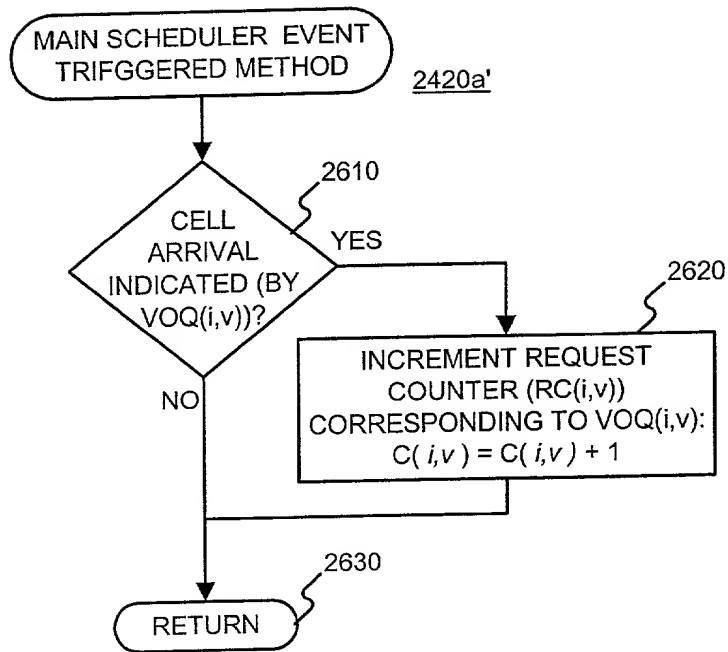 MAIN SCHEDULER EVENT
TRIFGGERED METHOD
2420a'
2610
CELL
ARRIVAL
INDICATED (BY
VOQ(i,v))?
YES
2620
INCREMENT REQUEST
COUNTER (RC(i,v))
CORRESPONDING TO VOQ(i,v):
C( i,v ) = C( i,v ) + 1
NO
2630
RETURN